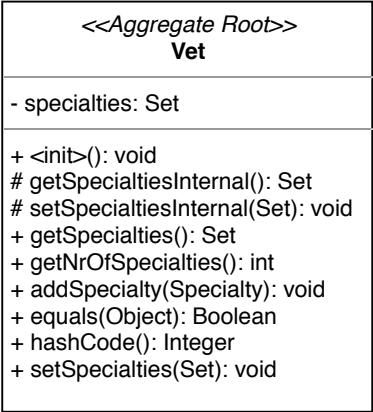 <<Aggregate Root>>
Vet
- specialties: Set
+ <init>(): void
# getSpecialtiesInternal(): Set
# setSpecialtiesInternal(Set): void
+ getSpecialties(): Set
+ getNrOfSpecialties(): int
+ addSpecialty(Specialty): void
+ equals(Object): Boolean
+ hashCode(): Integer
+ setSpecialties(Set): void